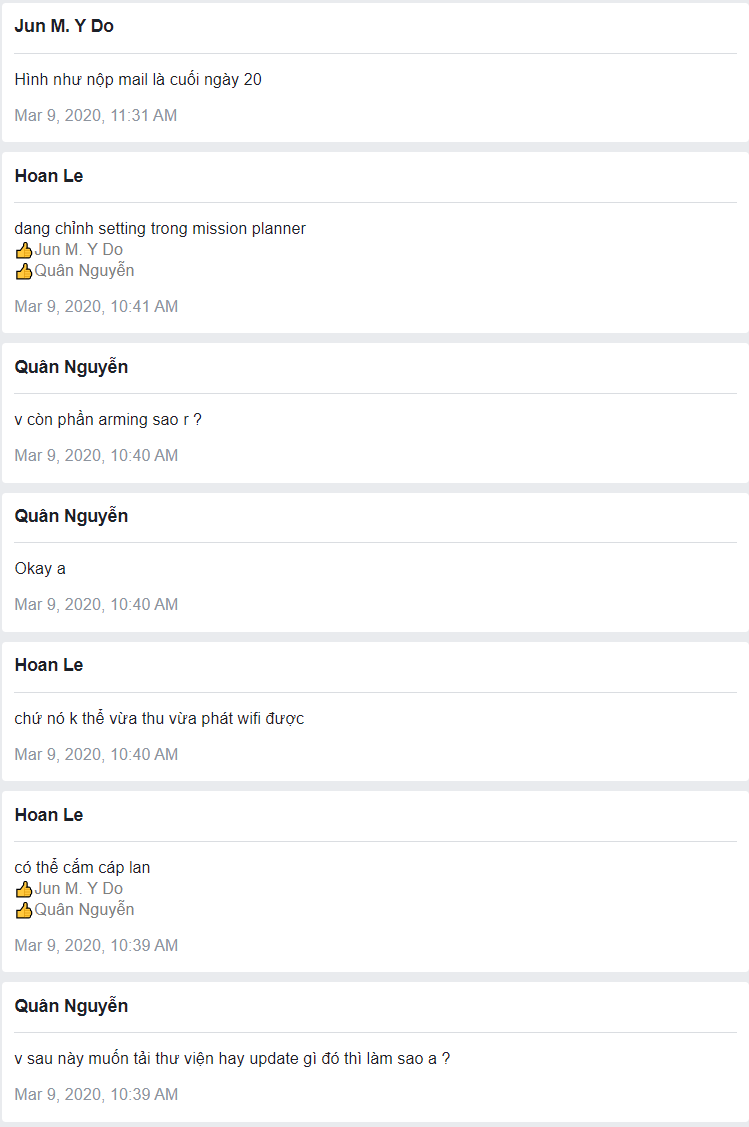 Jun M. Y Do
Hình như nộp mail là cuối ngày 20
Mar 9, 2020, 11:31 AM
Hoan Le
dang chỉnh setting trong mission planner
👍Jun M. Y Do
👍Quân Nguyễn
Mar 9, 2020, 10:41 AM
Quân Nguyễn
v còn phần arming sao r ?
Mar 9, 2020, 10:40 AM
Quân Nguyễn
Okay a
Mar 9, 2020, 10:40 AM
Hoan Le
chứ nó k thể vừa thu vừa phát wifi được
Mar 9, 2020, 10:40 AM
Hoan Le
có thể cắm cáp lan
👍Jun M. Y Do
👍Quân Nguyễn
Mar 9, 2020, 10:39 AM
Quân Nguyễn
v sau này muốn tải thư viện hay update gì đó thì làm sao a ?
Mar 9, 2020, 10:39 AM